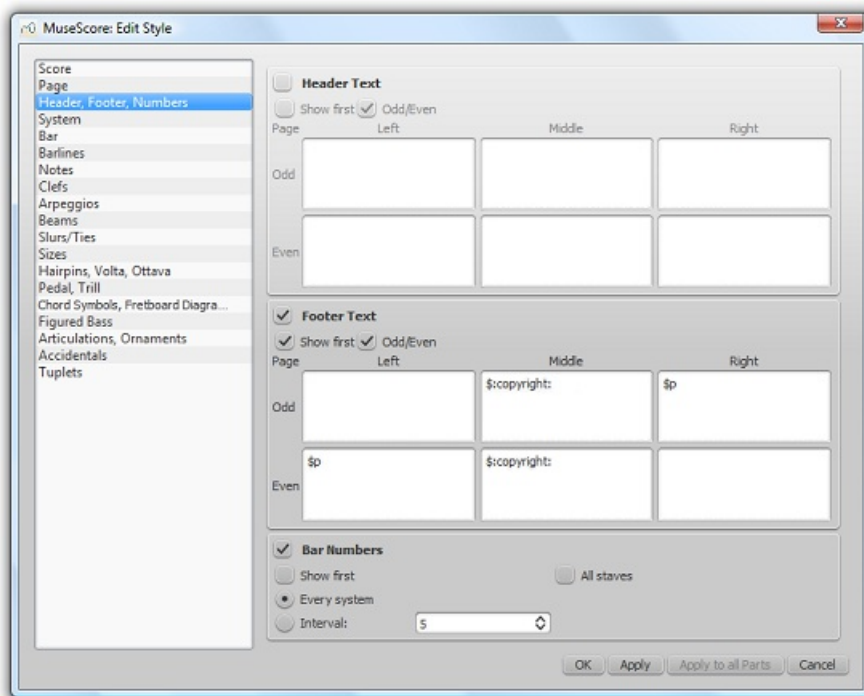 MuseScore: Edit Style
Score
Page
Header, Footer, Numbers
System
Bar
Barlines
Notes
Clefs
Arpeggios
Beams
Slurs/Ties
Sizes
Hairpins, Volta, Ottava
Pedal, Trill
Chord Symbols, Fretboard Diagra...
Figured Bass
Articulations, Ornaments
Accidentals
Tuplets
Header Text
Show first Odd/Even
Page Left Middle Right
Odd
Even
Footer Text
Show first Odd/Even
Page Left Middle Right
Odd $:copyright: $p
Even $p $:copyright:
Bar Numbers
Show first All staves
Every system
Interval: 5
OK Apply Apply to all Parts Cancel